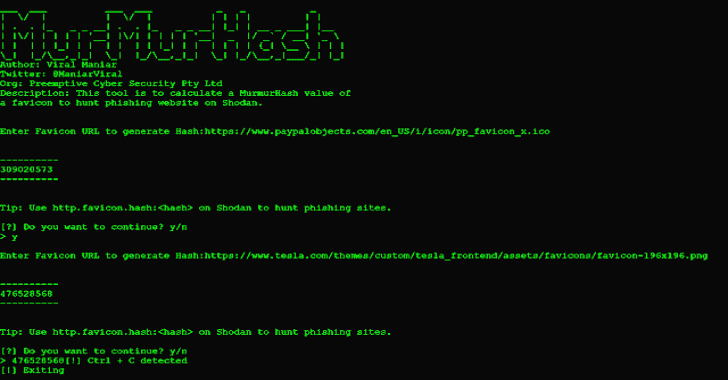 MurMurHash
Author: Viral Maniar
Twitter: @ManiarViral
Org: Preemptive Cyber Security Pty Ltd
Description: This tool is to calculate a MurmurHash value of
a favicon to hunt phishing website on Shodan.
Enter Favicon URL to generate Hash:https://www.paypalobjects.com/en_US/i/icon/pp_favicon_x.ico
----------
309020573
----------
Tip: Use http.favicon.hash:<hash> on Shodan to hunt phishing sites.
[?] Do you want to continue? y/n
> y
Enter Favicon URL to generate Hash:https://www.tesla.com/themes/custom/tesla_frontend/assets/favicons/favicon-196x196.png
----------
476528568
----------
Tip: Use http.favicon.hash:<hash> on Shodan to hunt phishing sites.
[?] Do you want to continue? y/n
> 476528568[!] Ctrl + C detected
[!] Exiting